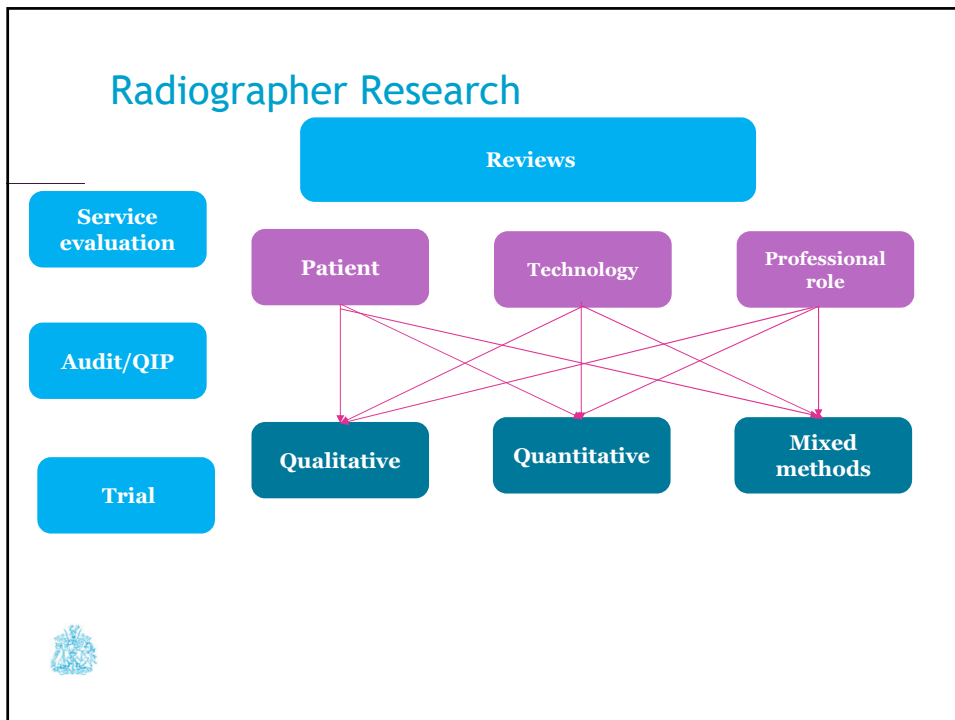 Radiographer Research
Reviews
Service
evaluation
Patient
Technology
Professional
role
Audit/QIP
Qualitative
Quantitative
Mixed
methods
Trial